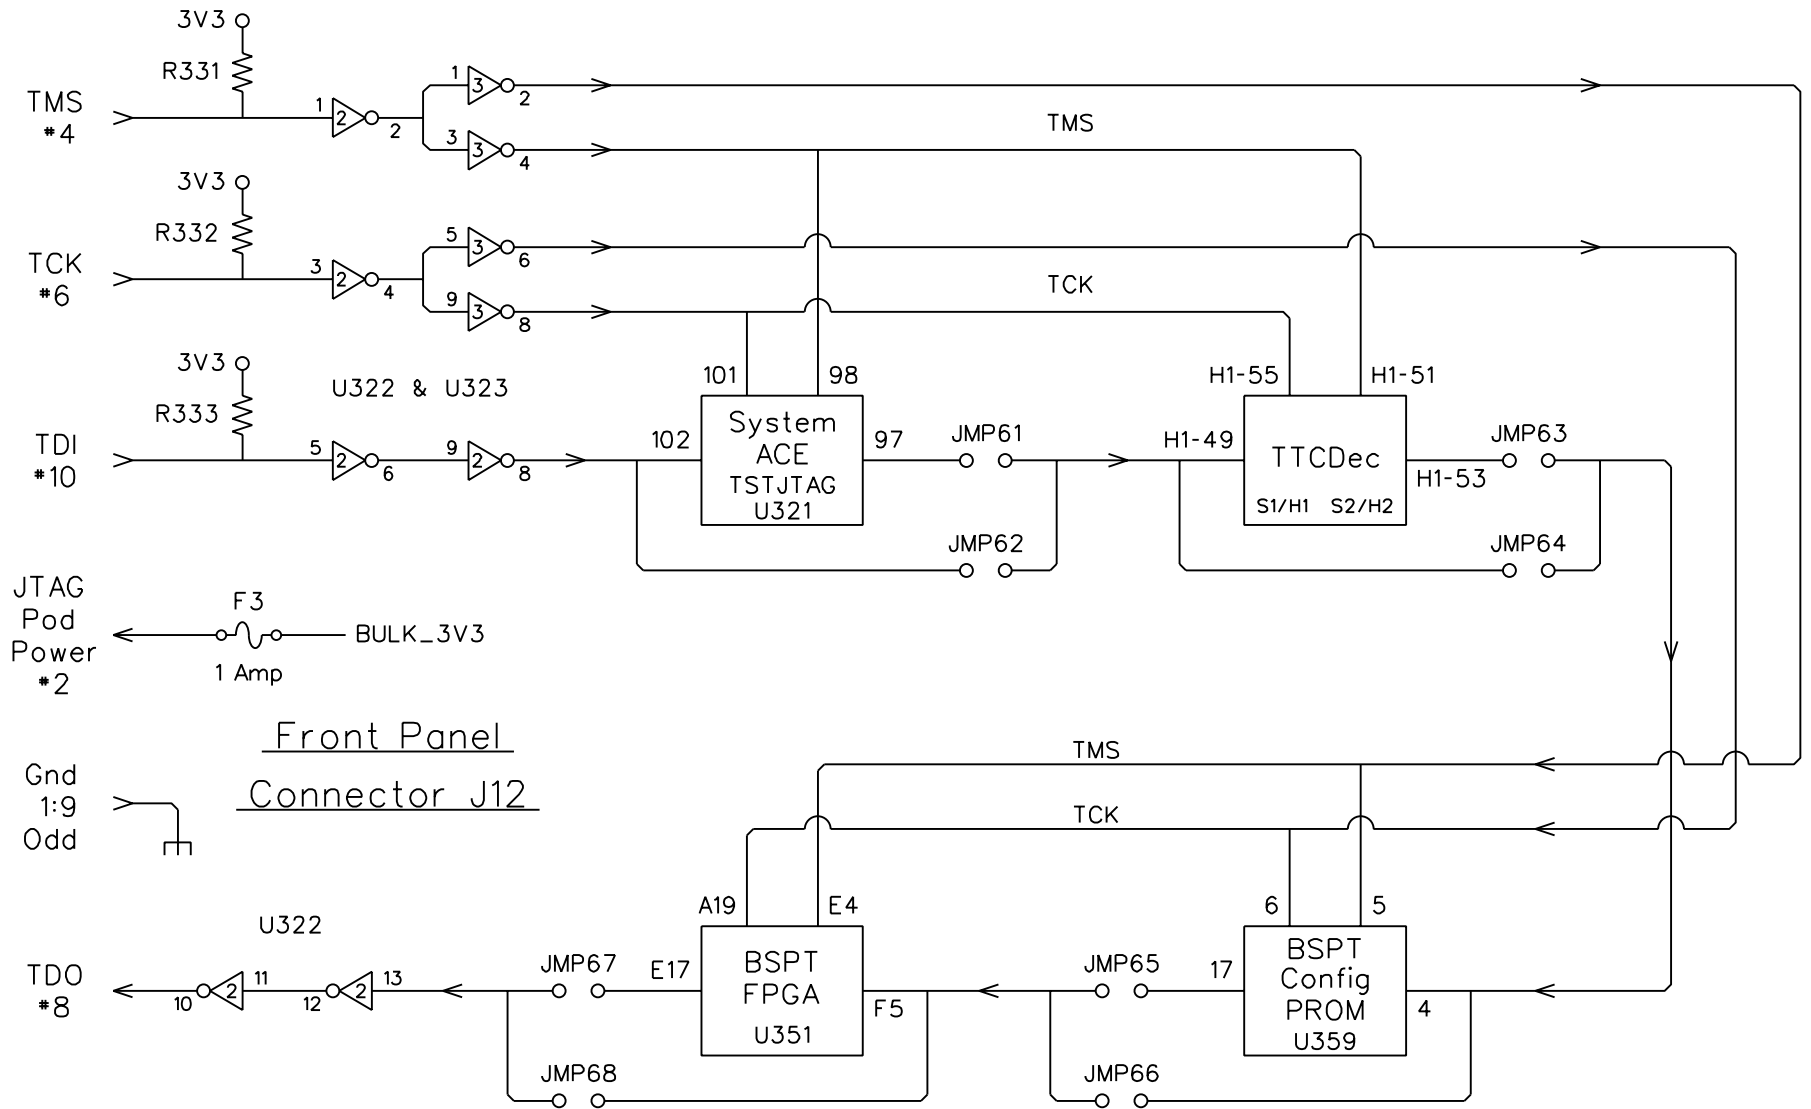 3V3
R331
TMS
#4
1
2
2
1
3
2
3
3
4
TMS
3V3
R332
TCK
#6
3
2
4
5
3
6
9
3
8
TCK
3V3
R333
U322 & U323
TDI
#10
5
2
6
9
2
8
101
98
102
System
ACE
TSTJTAG
U321
97
JMP61
JMP62
H1-55
H1-51
H1-49
TTCDec
S1/H1 S2/H2
H1-53
JMP63
JMP64
JTAG
Pod
Power
#2
F3
1 Amp
BULK_3V3
Front Panel
Connector J12
Gnd
1:9
Odd
TMS
TCK
U322
TDO
#8
10
2
11
12
2
13
JMP67
JMP68
E17
A19
E4
BSPT
FPGA
U351
F5
JMP65
JMP66
17
6
5
BSPT
Config
PROM
U359
4